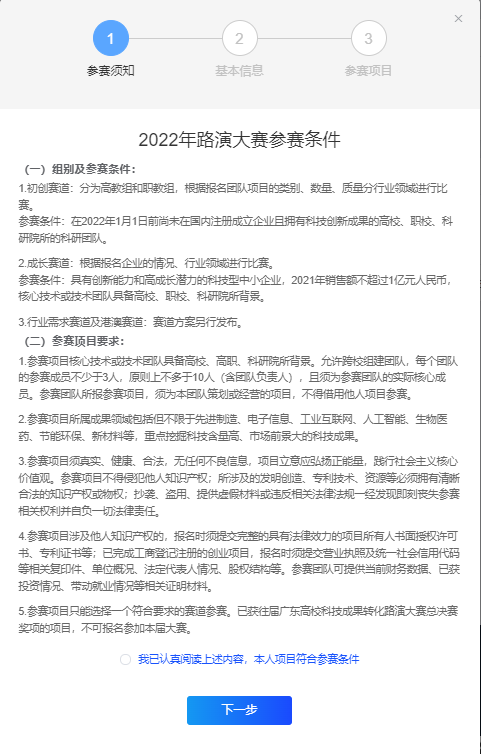 ×
1 2 3
参赛须知 基本信息 参赛项目
2022年路演大赛参赛条件
（一）组别及参赛条件：
1.初创赛道：分为高教组和职教组，根据报名团队项目的类别、数量、质量分行业领域进行比
赛。
参赛条件：在2022年1月1日前尚未在国内注册成立企业且拥有科技创新成果的高校、职校、科
研院所的科研团队。
2.成长赛道：根据报名企业的情况、行业领域进行比赛。
参赛条件：具有创新能力和高成长潜力的科技型中小企业，2021年销售额不超过1亿元人民币，
核心技术或技术团队具备高校、职校、科研院所背景。
3.行业需求赛道及港澳赛道：赛道方案另行发布。
（二）参赛项目要求：
1.参赛项目核心技术或技术团队具备高校、高职、科研院所背景。允许跨校组建团队，每个团队
的参赛成员不少于3人，原则上不多于10人（含团队负责人），且须为参赛团队的实际核心成
员。参赛团队所报参赛项目，须为本团队策划或经营的项目，不得借用他人项目参赛。
2.参赛项目所属成果领域包括但不限于先进制造、电子信息、工业互联网、人工智能、生物医
药、节能环保、新材料等，重点挖掘科技含量高、市场前景大的科技成果。
3.参赛项目须真实、健康、合法，无任何不良信息，项目立意应弘扬正能量，践行社会主义核心
价值观。参赛项目不得侵犯他人知识产权；所涉及的发明创造、专利技术、资源等必须拥有清晰
合法的知识产权或物权；抄袭、盗用、提供虚假材料或违反相关法律法规一经发现即刻丧失参赛
相关权利并自负一切法律责任。
4.参赛项目涉及他人知识产权的，报名时须提交完整的具有法律效力的项目所有人书面授权许可
书、专利证书等；已完成工商登记注册的创业项目，报名时须提交营业执照及统一社会信用代码
等相关复印件、单位概况、法定代表人情况、股权结构等。参赛团队可提供当前财务数据、已获
投资情况、带动就业情况等相关证明材料。
5.参赛项目只能选择一个符合要求的赛道参赛。已获往届广东高校科技成果转化路演大赛总决赛
奖项的项目，不可报名参加本届大赛。
我已认真阅读上述内容，本人项目符合参赛条件
下一步